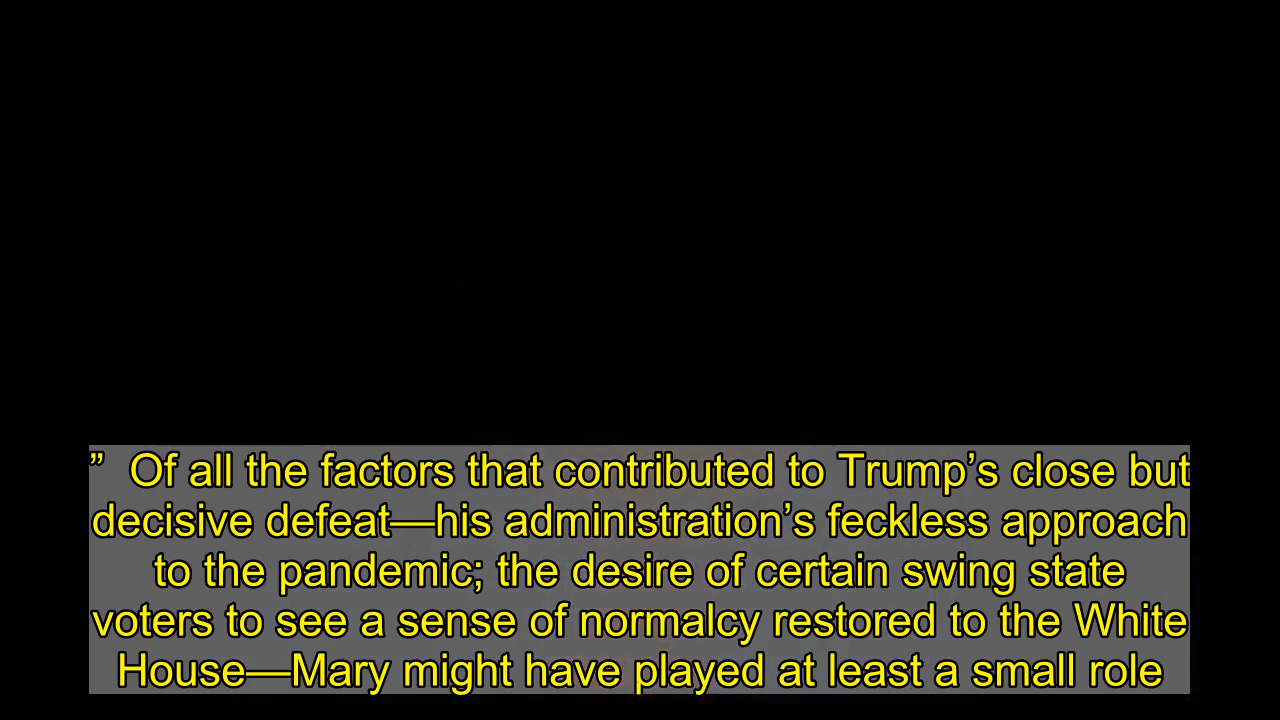 ”  Of all the factors that contributed to Trump’s close but
decisive defeat—his administration’s feckless approach
to the pandemic; the desire of certain swing state
voters to see a sense of normalcy restored to the White
House—Mary might have played at least a small role